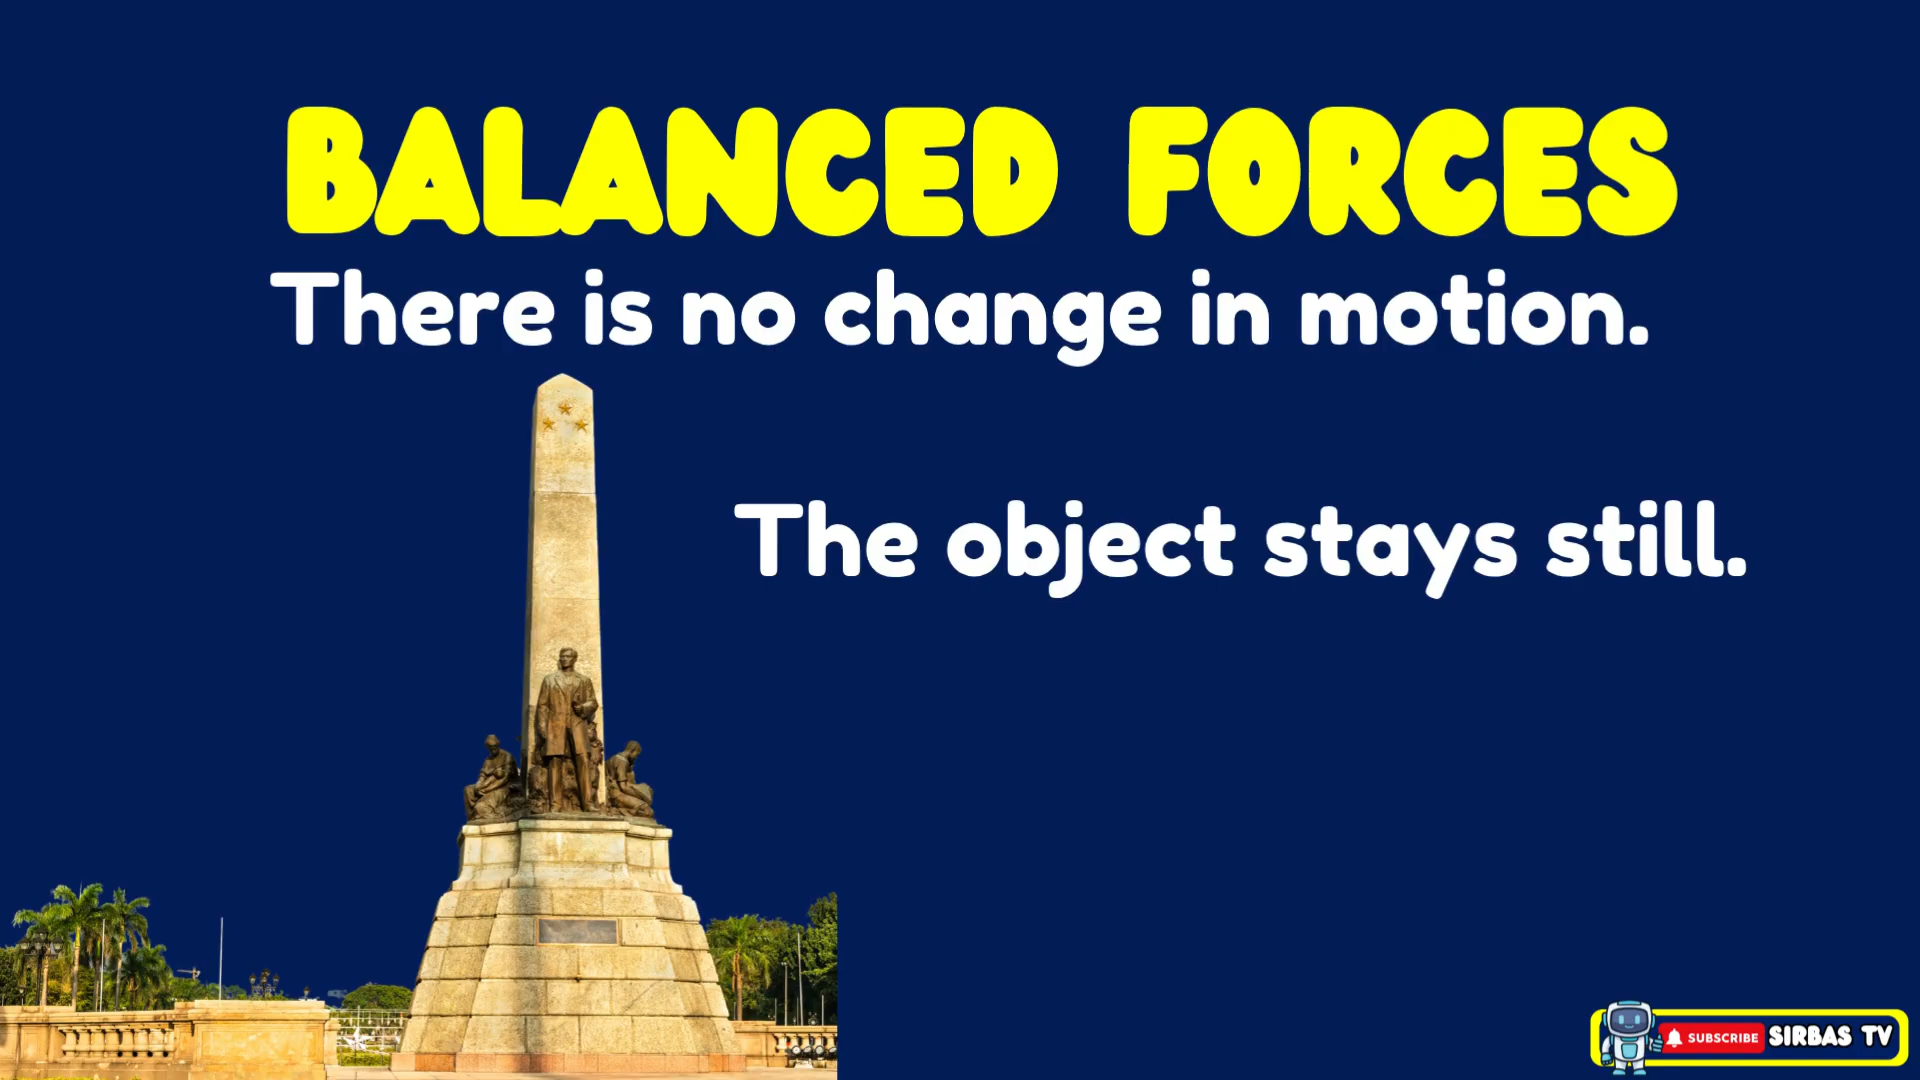 BALANCED FORCES
There is no change in motion.
The object stays still.
SUBSCRIBE SIRBAS TV